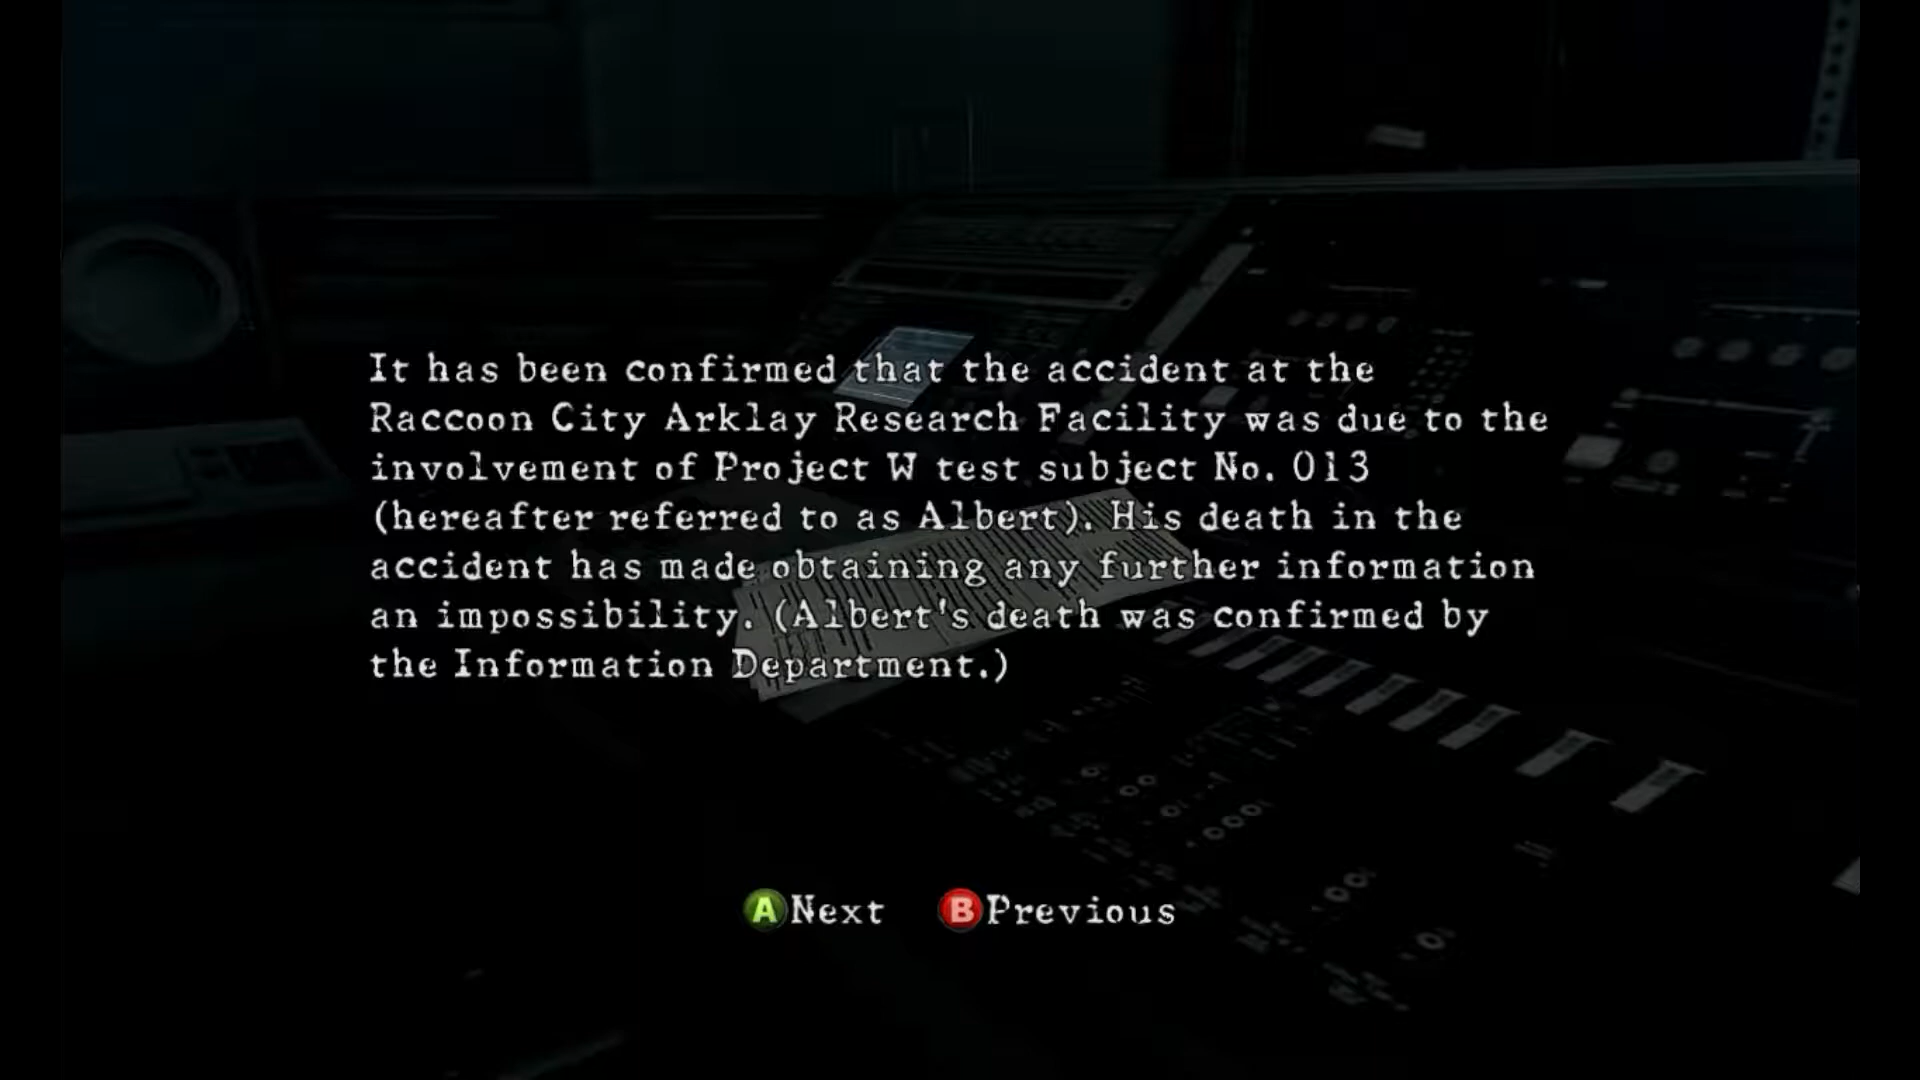 It has been confirmed that the accident at the
Raccoon City Arklay Research Facility was due to the
involvement of Project W test subject No. 013
(hereafter referred to as Albert). His death in the
accident has made obtaining any further information
an impossibility. (Albert's death was confirmed by
the Information Department.)
A Next B Previous